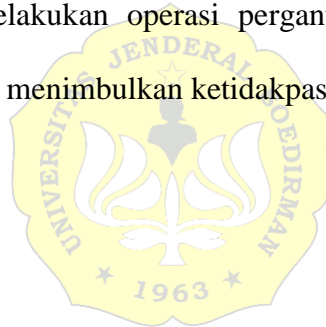 elakukan operasi pergan
menimbulkan ketidakpas
UNIVERSITAS JENDERAL SOEDIRMAN
1963